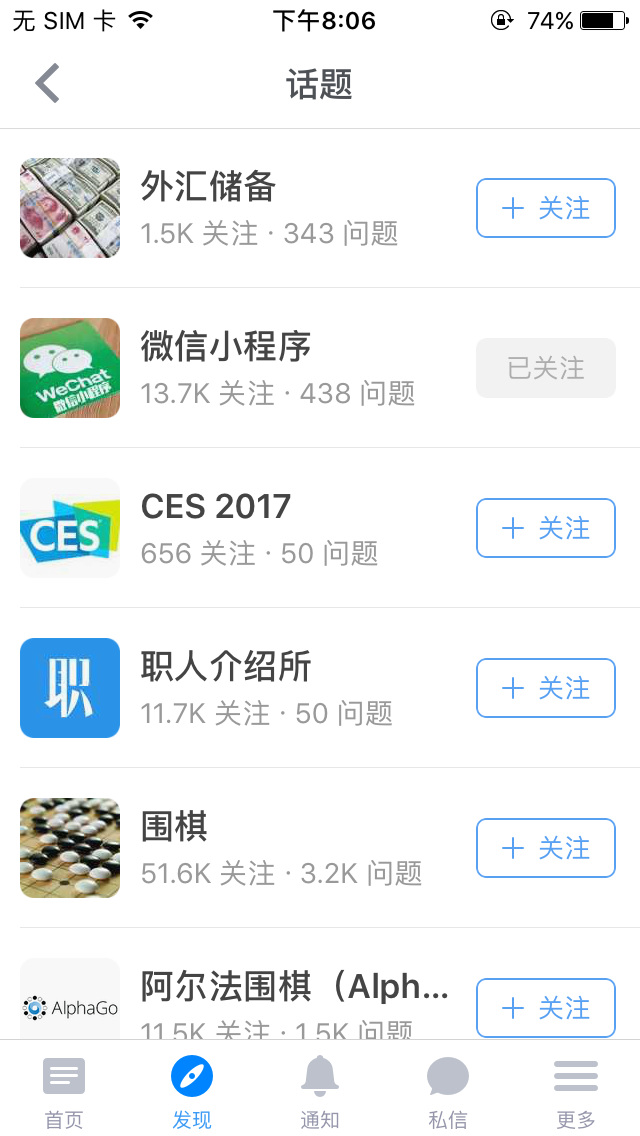 无 SIM 卡 下午8:06 74%
话题
外汇储备
1.5K 关注 · 343 问题
+ 关注
WeChat
微信小程序
微信小程序
13.7K 关注 · 438 问题
已关注
CES
CES 2017
656 关注 · 50 问题
+ 关注
职
职人介绍所
11.7K 关注 · 50 问题
+ 关注
围棋
51.6K 关注 · 3.2K 问题
+ 关注
AlphaGo
阿尔法围棋（Alph...
11.5K 关注 · 1.5K 问题
+ 关注
首页 发现 通知 私信 更多